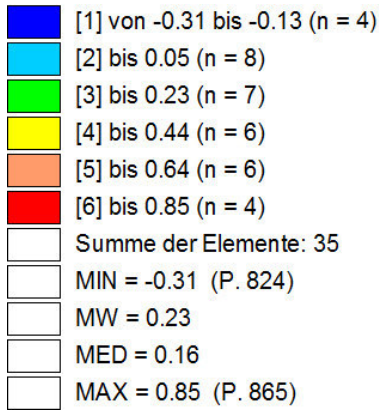 [1] von -0.31 bis -0.13 (n = 4)
[2] bis 0.05 (n = 8)
[3] bis 0.23 (n = 7)
[4] bis 0.44 (n = 6)
[5] bis 0.64 (n = 6)
[6] bis 0.85 (n = 4)
Summe der Elemente: 35
MIN = -0.31 (P. 824)
MW = 0.23
MED = 0.16
MAX = 0.85 (P. 865)